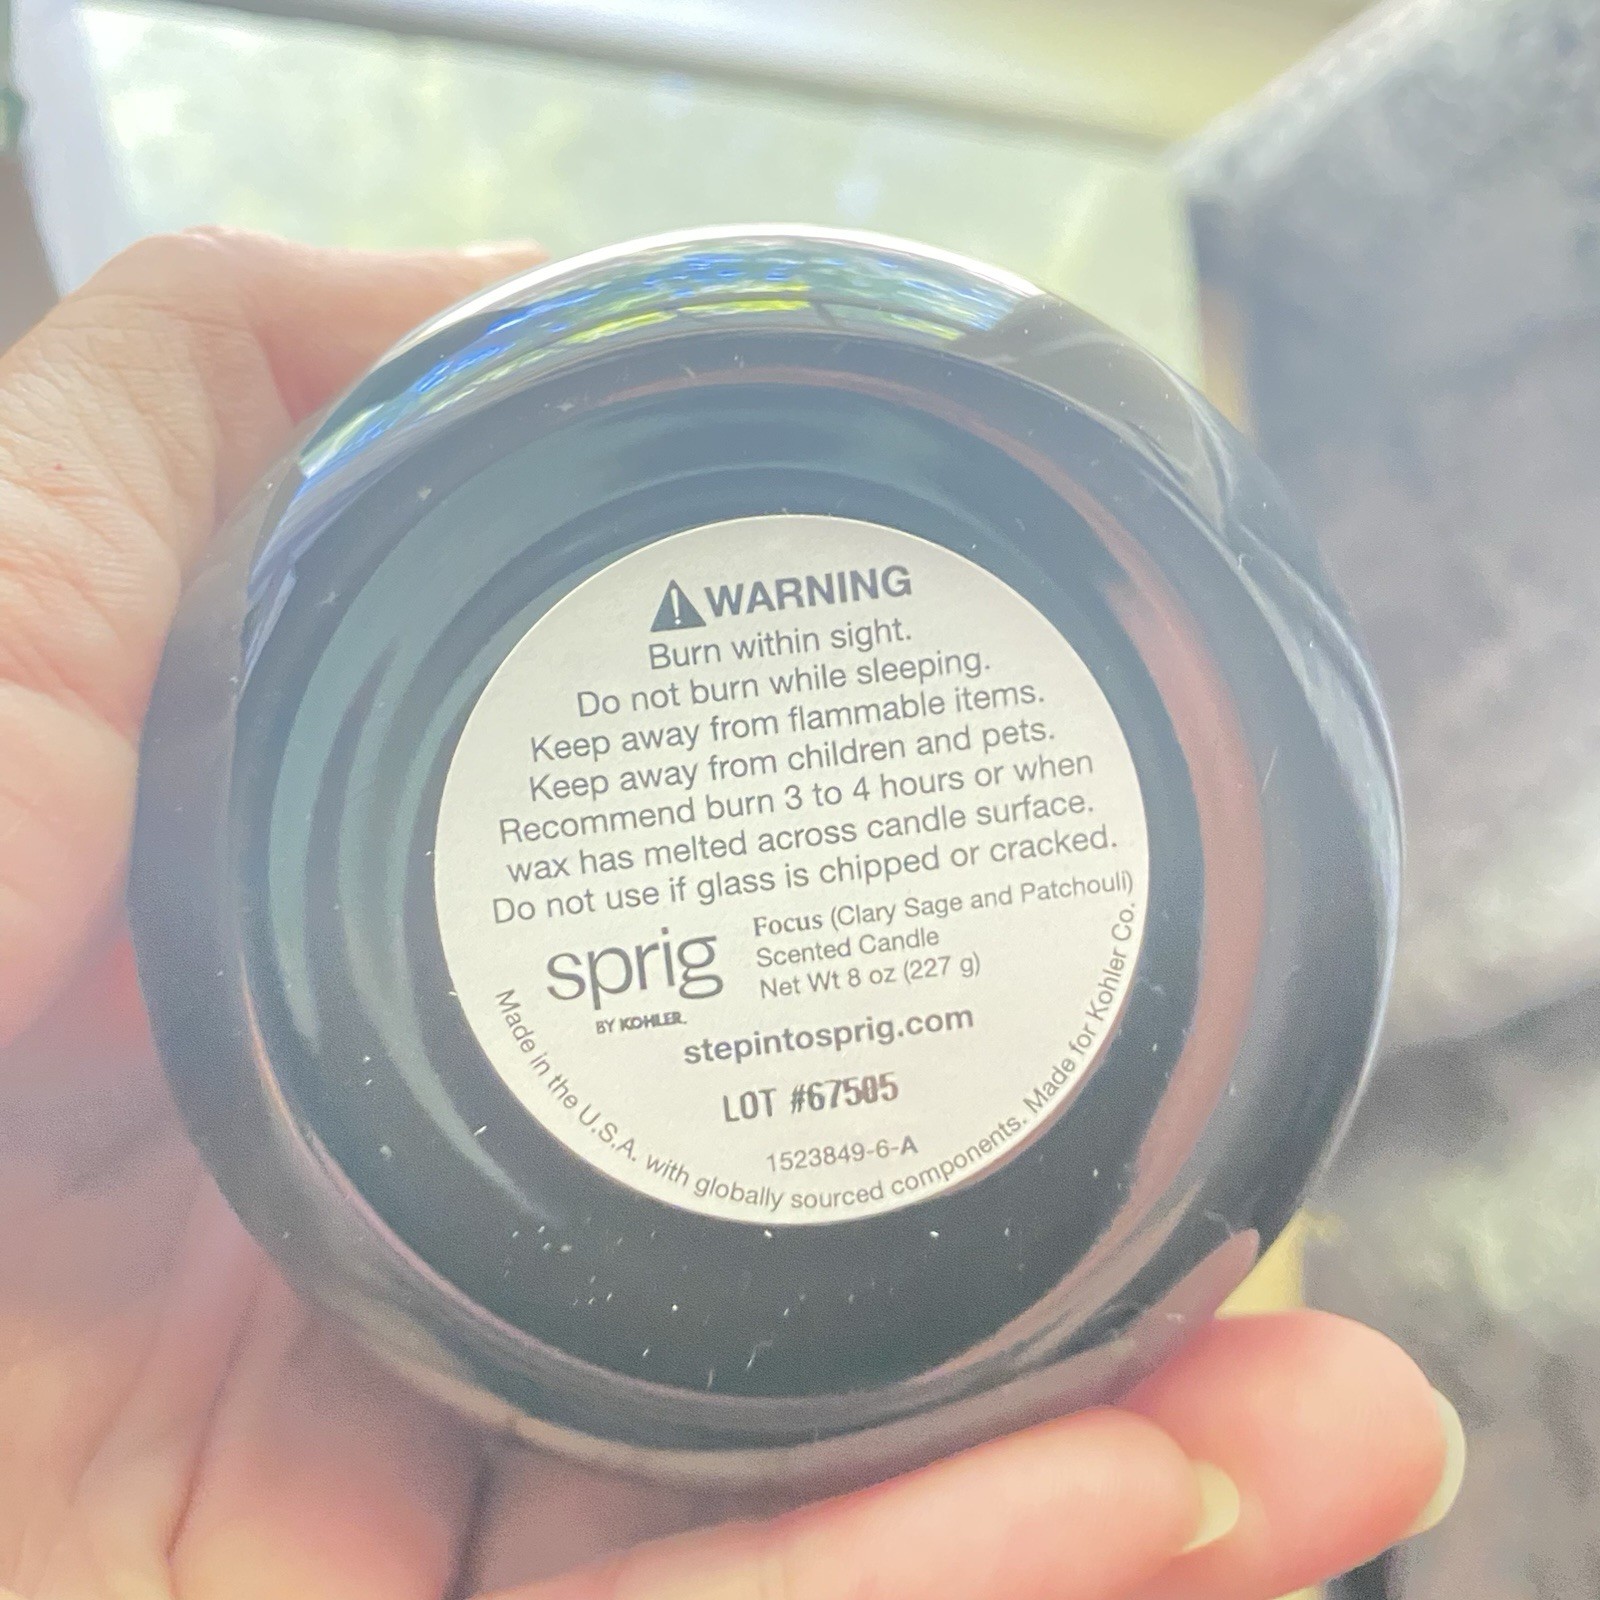 WARNING
Burn within sight.
Do not burn while sleeping.
Keep away from flammable items.
Keep away from children and pets.
Recommend burn 3 to 4 hours or when
wax has melted across candle surface.
Do not use if glass is chipped or cracked.
sprig
BY KOHLER.
Focus (Clary Sage and Patchouli)
Scented Candle
Net Wt 8 oz (227 g)
stepintosprig.com
LOT #67505
1523849-6-A
Made in the U.S.A. with globally sourced components. Made for Kohler Co.